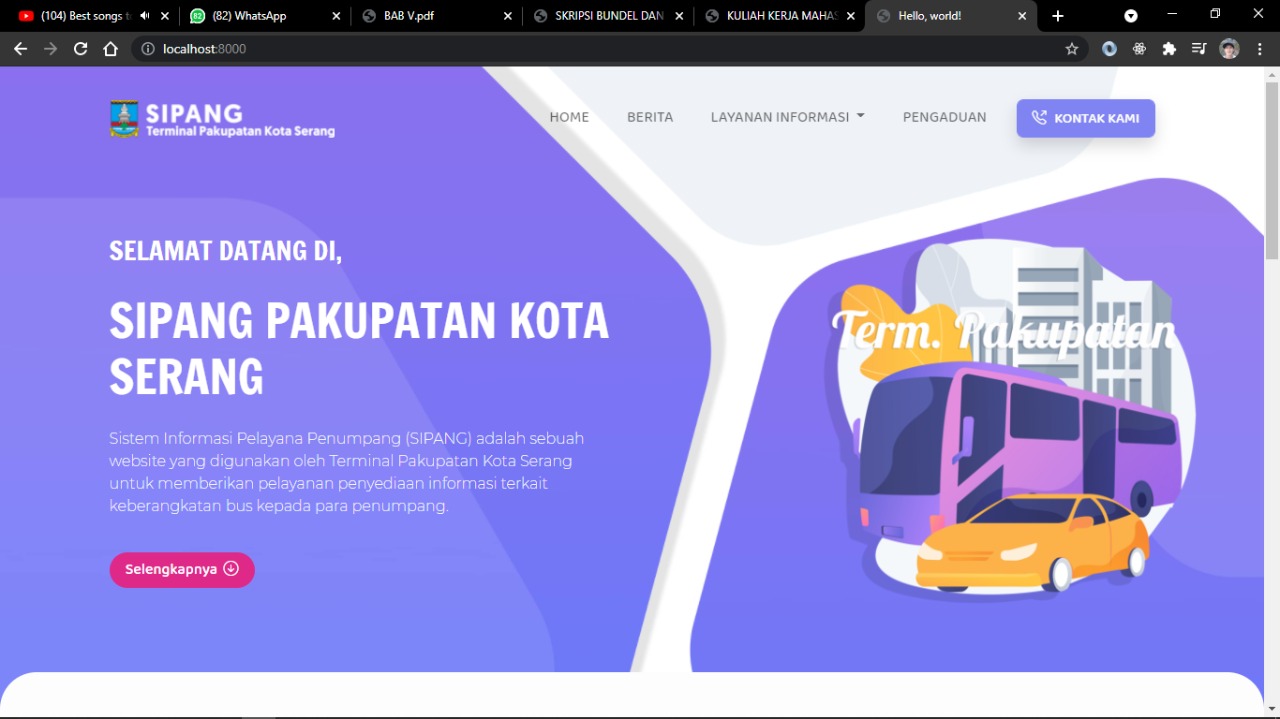 (104) Best songs t
(82) WhatsApp
BAB V.pdf
SKRIPSI BUNDEL DAN
KULIAH KERJA MAHAS
Hello, world!
localhost:8000
SIPANG
Terminal Pakupatan Kota Serang
HOME
BERITA
LAYANAN INFORMASI
PENGADUAN
KONTAK KAMI
SELAMAT DATANG DI,
SIPANG PAKUPATAN KOTA
SERANG
Sistem Informasi Pelayana Penumpang (SIPANG) adalah sebuah
website yang digunakan oleh Terminal Pakupatan Kota Serang
untuk memberikan pelayanan penyediaan informasi terkait
keberangkatan bus kepada para penumpang.
Selengkapnya
Term. Pakupatan